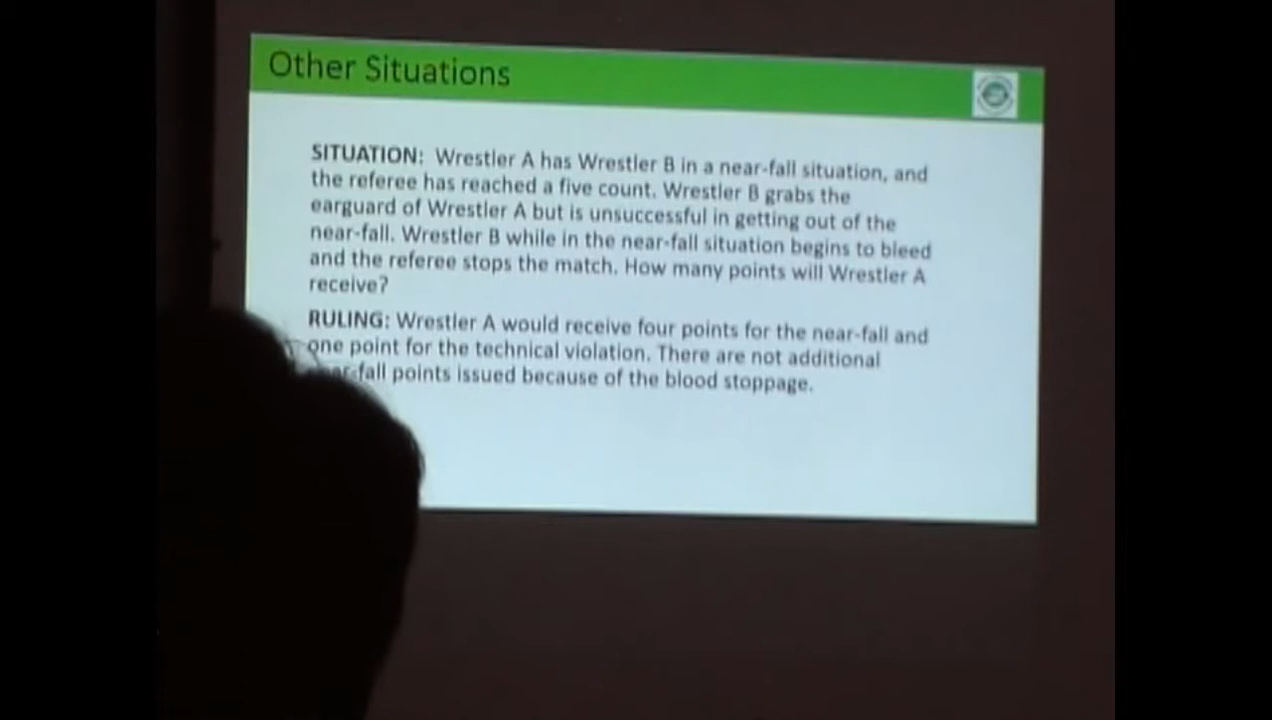 Other Situations
SITUATION: Wrestler A has Wrestler B in a near-fall situation, and
the referee has reached a five count. Wrestler B grabs the
earguard of Wrestler A but is unsuccessful in getting out of the
near-fall. Wrestler B while in the near-fall situation begins to bleed
and the referee stops the match. How many points will Wrestler A
receive?
RULING: Wrestler A would receive four points for the near-fall and
one point for the technical violation. There are not additional
near-fall points issued because of the blood stoppage.